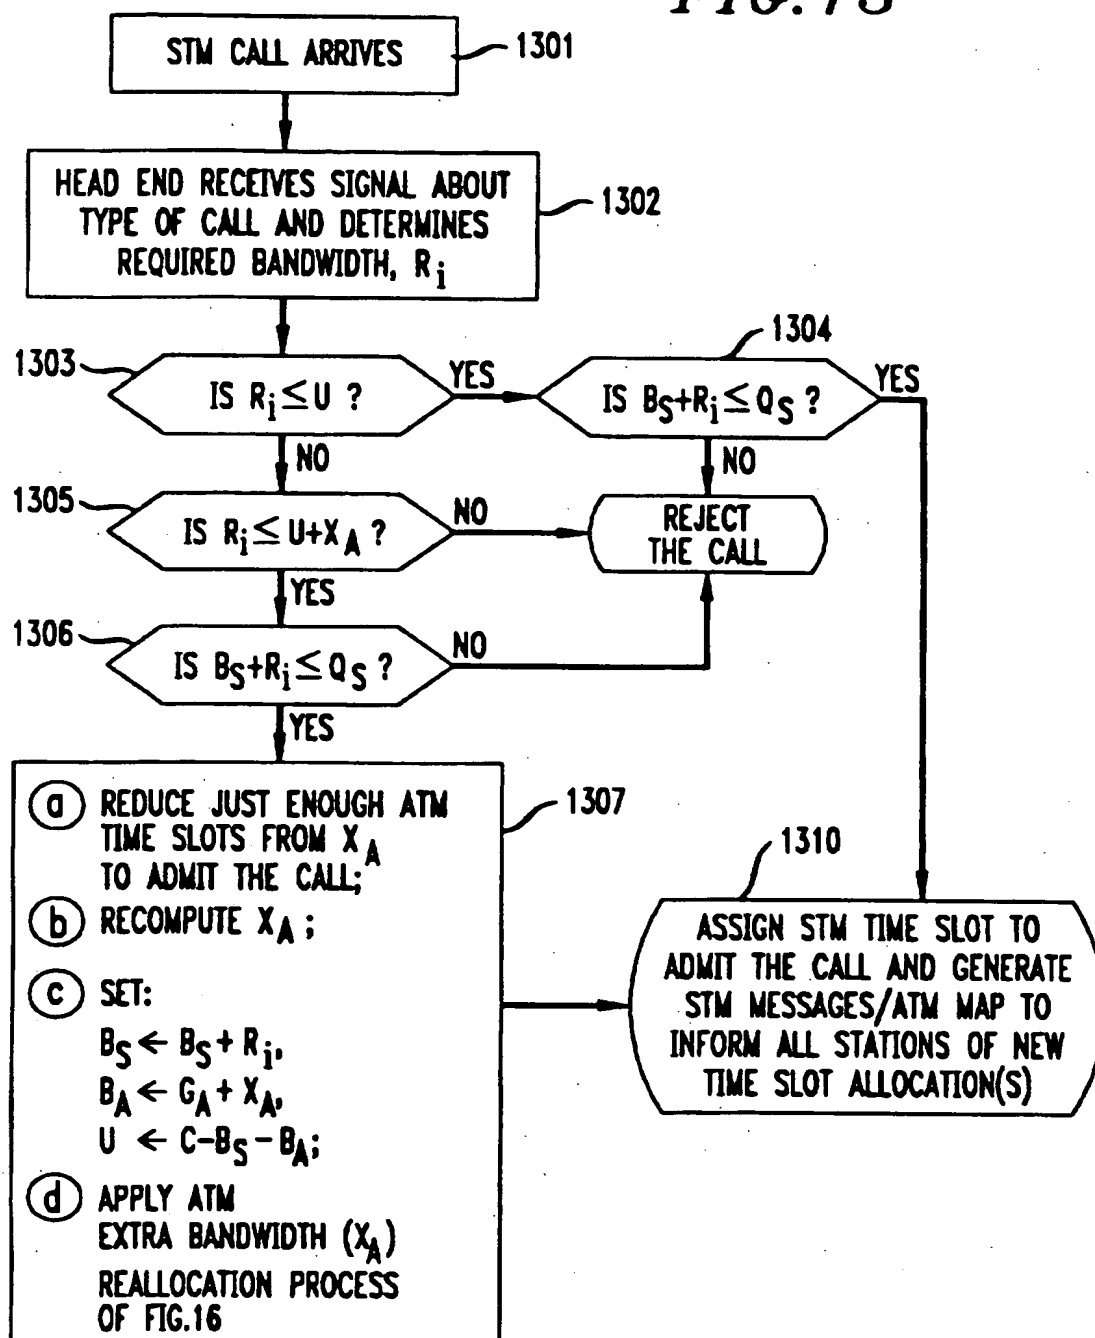 FIG. 13
STM CALL ARRIVES
1301
HEAD END RECEIVES SIGNAL ABOUT
TYPE OF CALL AND DETERMINES
REQUIRED BANDWIDTH, Ri
1302
1303
IS Ri ≤ U ?
YES
1304
IS BS+Ri ≤ QS ?
YES
NO
NO
1305
IS Ri ≤ U+XA ?
NO
REJECT
THE CALL
YES
1306
IS BS+Ri ≤ QS ?
NO
YES
1307
(a) REDUCE JUST ENOUGH ATM
TIME SLOTS FROM XA
TO ADMIT THE CALL;
(b) RECOMPUTE XA ;
(c) SET:
BS ← BS + Ri,
BA ← GA + XA,
U ← C-BS - BA;
(d) APPLY ATM
EXTRA BANDWIDTH (XA)
REALLOCATION PROCESS
OF FIG.16
1310
ASSIGN STM TIME SLOT TO
ADMIT THE CALL AND GENERATE
STM MESSAGES/ATM MAP TO
INFORM ALL STATIONS OF NEW
TIME SLOT ALLOCATION(S)